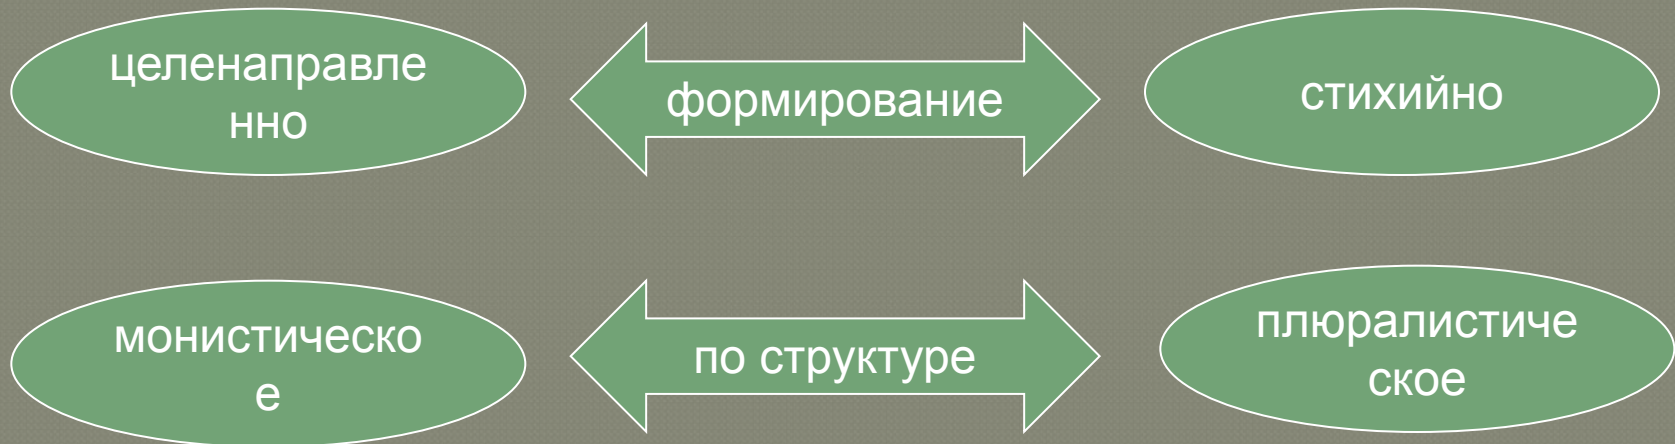 целенаправле
нно
формирование
стихийно
монистическо
е
по структуре
плюралистиче
ское